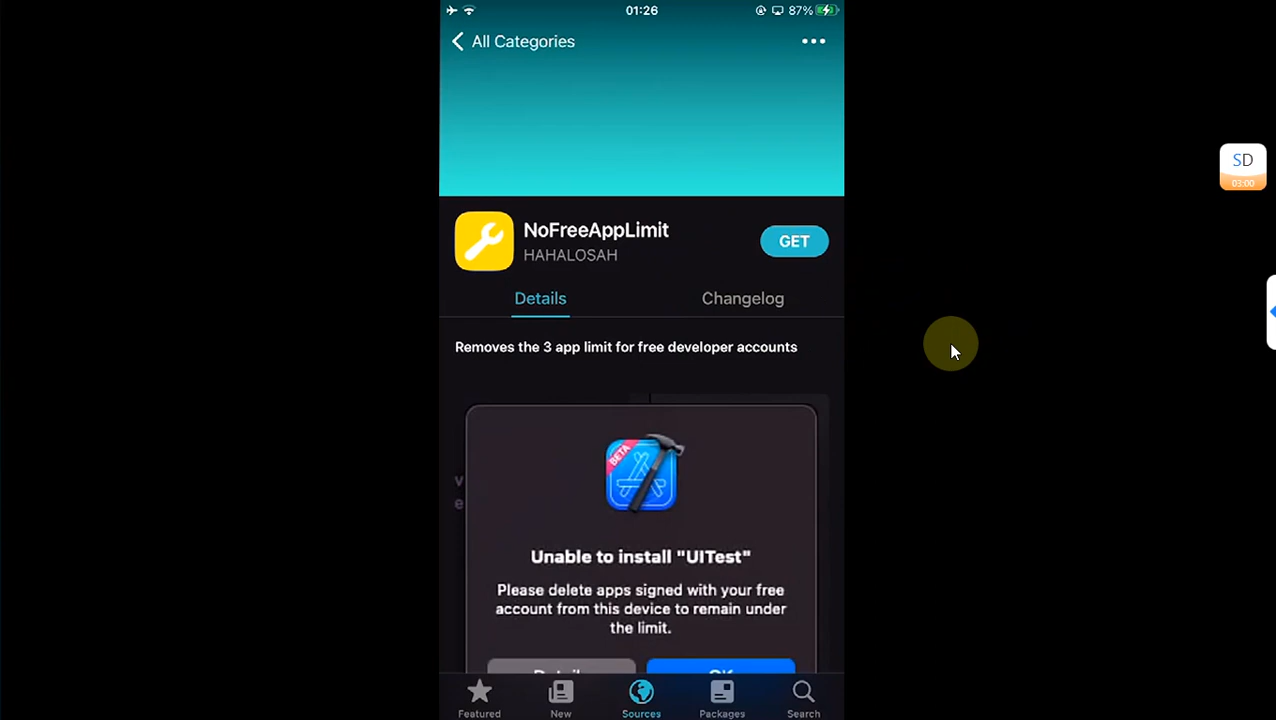 01:26
87%
All Categories
SD
03:00
NoFreeAppLimit
GET
HAHALOSAH
Details
Changelog
Removes the 3 app limit for free developer accounts
BETA
Unable to install "UITest"
Please delete apps signed with your free
account from this device to remain under
the limit.
Featured
New
Sources
Packages
Search